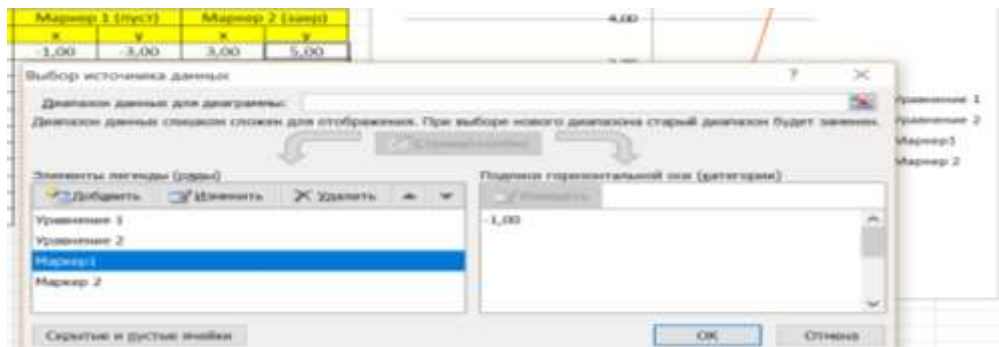 Маркер 1 (пуст) Маркер 2 (закр)
x y x y
-1,00 -3,00 3,00 5,00
4,00
Выбор источника данных ?
Диапазон данных для диаграммы:
Диапазон данных слишком сложен для отображения. При выборе нового диапазона старый диапазон будет заменен.
Строка/столбец
Элементы легенды (ряды)
Добавить Изменить Удалить
Уравнение 1
Уравнение 2
Маркер1
Маркер 2
Подписи горизонтальной оси (категории)
Изменить
-1,00
Скрытые и пустые ячейки
ОК Отмена
Уравнение 1
Уравнение 2
Маркер1
Маркер 2